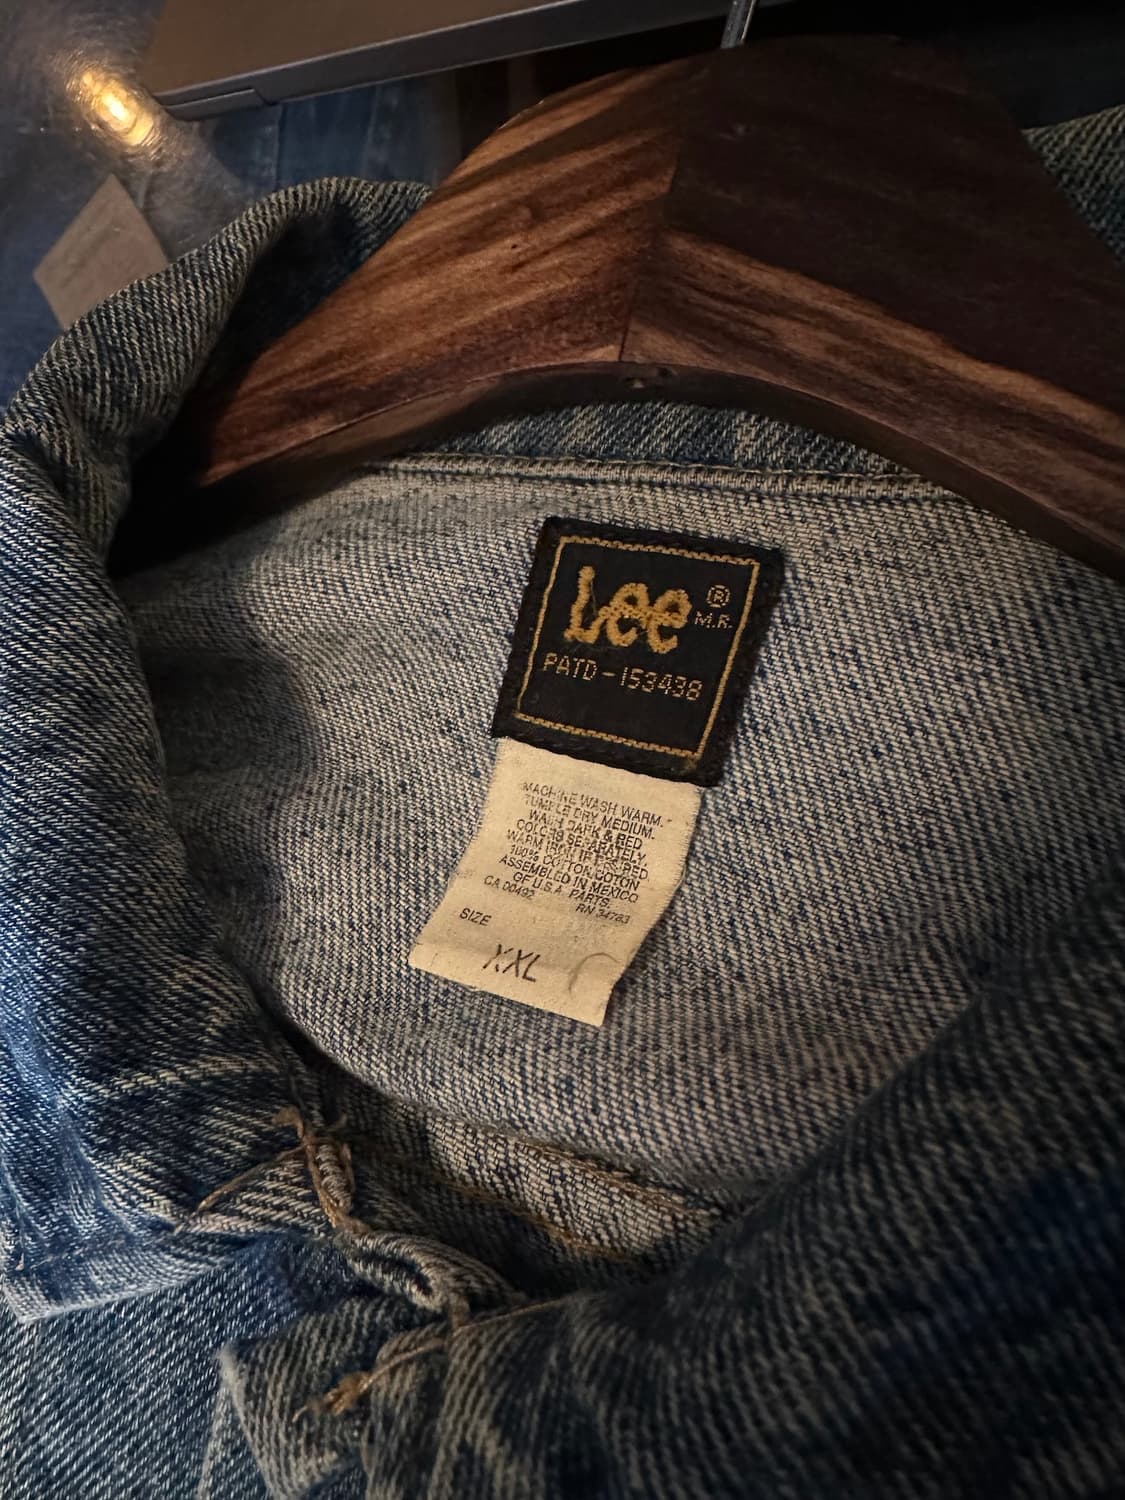 Lee ® M.R.
PATD-153438
MACHINE WASH WARM.
TUMBLE DRY MEDIUM.
WASH DARK & RED
COLORS SEPARATELY.
WARM IRON IF DESIRED
100% COTTON COTON
ASSEMBLED IN MEXICO
OF U.S.A. PARTS.
CA 00492 RN 34763
SIZE
XXL